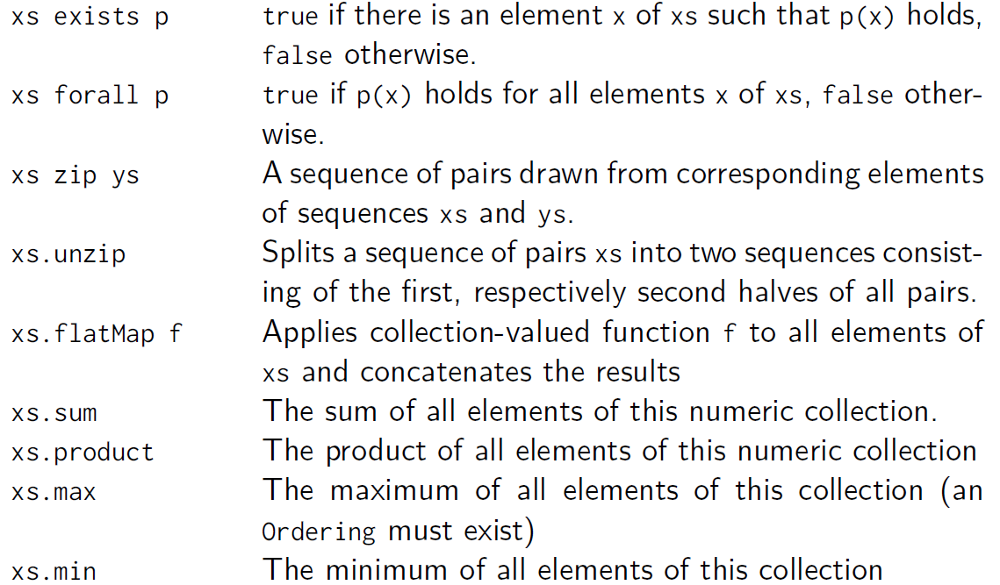 xs exists p true if there is an element x of xs such that p(x) holds,
false otherwise.
xs forall p true if p(x) holds for all elements x of xs, false other-
wise.
xs zip ys A sequence of pairs drawn from corresponding elements
of sequences xs and ys.
xs.unzip Splits a sequence of pairs xs into two sequences consist-
ing of the first, respectively second halves of all pairs.
xs.flatMap f Applies collection-valued function f to all elements of
xs and concatenates the results
xs.sum The sum of all elements of this numeric collection.
xs.product The product of all elements of this numeric collection
xs.max The maximum of all elements of this collection (an
Ordering must exist)
xs.min The minimum of all elements of this collection